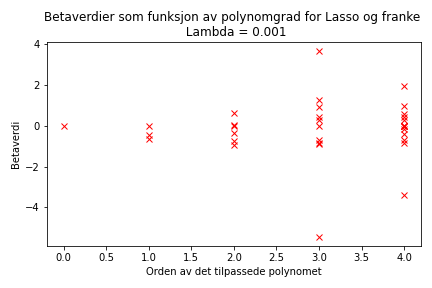 Betaverdier som funksjon av polynomgrad for Lasso og franke
Lambda = 0.001
4
2
0
−2
−4
Betaverdi
0.0 0.5 1.0 1.5 2.0 2.5 3.0 3.5 4.0
Orden av det tilpassede polynomet